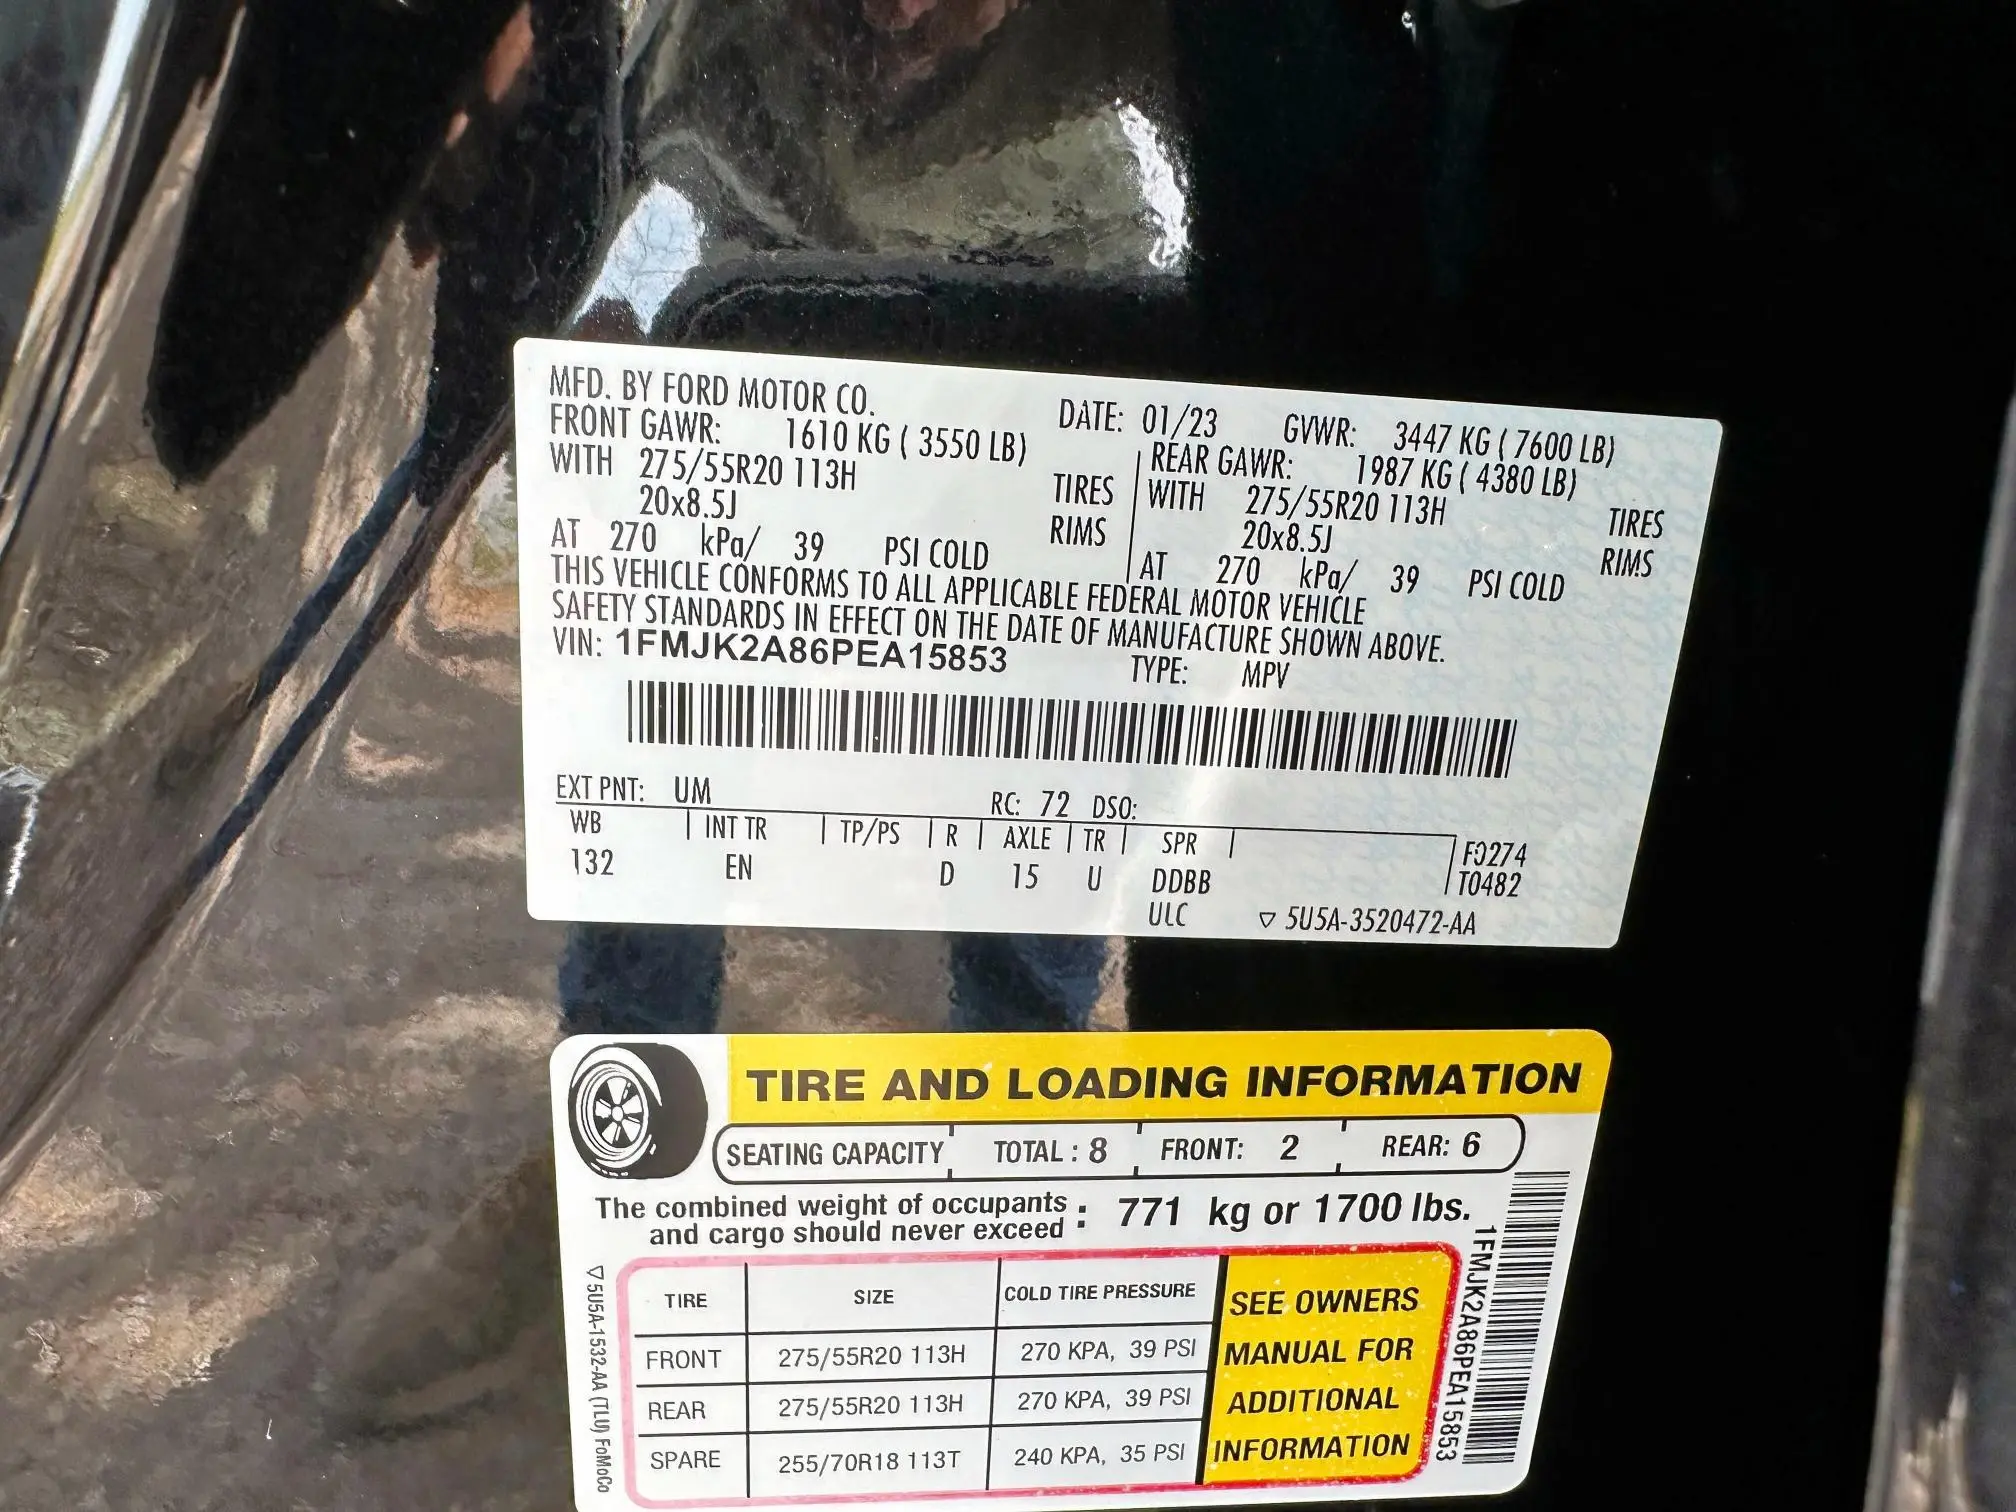 MFD. BY FORD MOTOR CO.
DATE: 01/23 GVWR: 3447 KG ( 7600 LB)
FRONT GAWR: 1610 KG ( 3550 LB)
WITH 275/55R20 113H TIRES
20x8.5J RIMS
AT 270 kPa/ 39 PSI COLD
REAR GAWR: 1987 KG ( 4380 LB)
WITH 275/55R20 113H TIRES
20x8.5J RIMS
AT 270 kPa/ 39 PSI COLD
THIS VEHICLE CONFORMS TO ALL APPLICABLE FEDERAL MOTOR VEHICLE
SAFETY STANDARDS IN EFFECT ON THE DATE OF MANUFACTURE SHOWN ABOVE.
VIN: 1FMJK2A86PEA15853 TYPE: MPV
EXT PNT: UM RC: 72 DSO:
WB INT TR TP/PS R AXLE TR SPR F0274
132 EN D 15 U DDBB T0482
ULC ▽ 5U5A-3520472-AA
TIRE AND LOADING INFORMATION
SEATING CAPACITY TOTAL : 8 FRONT: 2 REAR: 6
The combined weight of occupants
and cargo should never exceed : 771 kg or 1700 lbs.
TIRE SIZE COLD TIRE PRESSURE
FRONT 275/55R20 113H 270 KPA, 39 PSI
REAR 275/55R20 113H 270 KPA, 39 PSI
SPARE 255/70R18 113T 240 KPA, 35 PSI
SEE OWNERS
MANUAL FOR
ADDITIONAL
INFORMATION
▽5U5A-1532-AA (TLU) FoMoCo
1FMJK2A86PEA15853